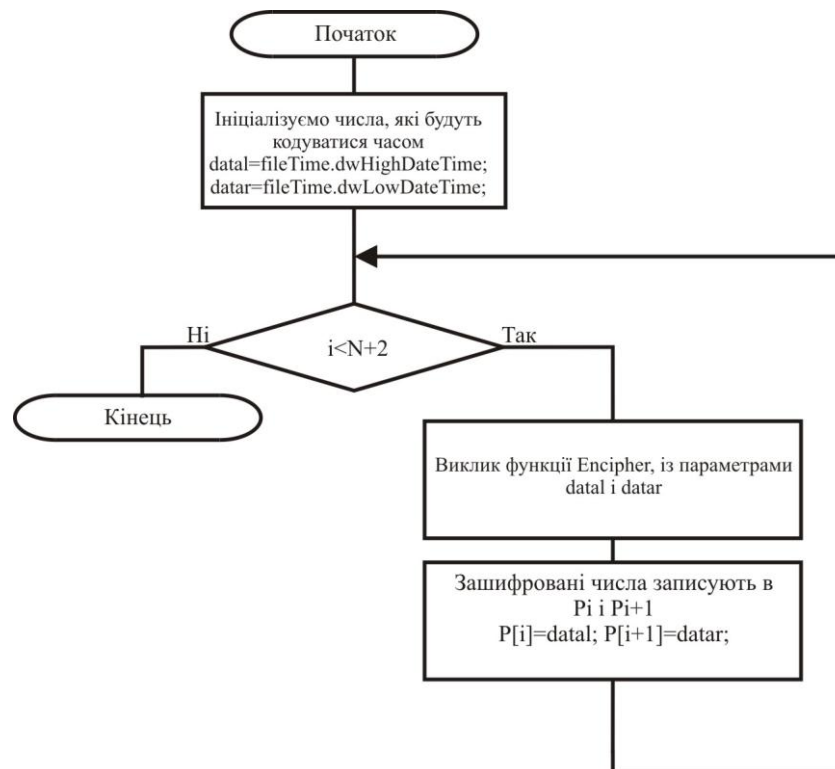 Початок
Ініціалізуємо числа, які будуть
кодуватися часом
datal=fileTime.dwHighDateTime;
datar=fileTime.dwLowDateTime;
Ні
i<N+2
Так
Кінець
Виклик функції Encipher, із параметрами
datal і datar
Зашифровані числа записують в
Pi і Pi+1
P[i]=datal; P[i+1]=datar;